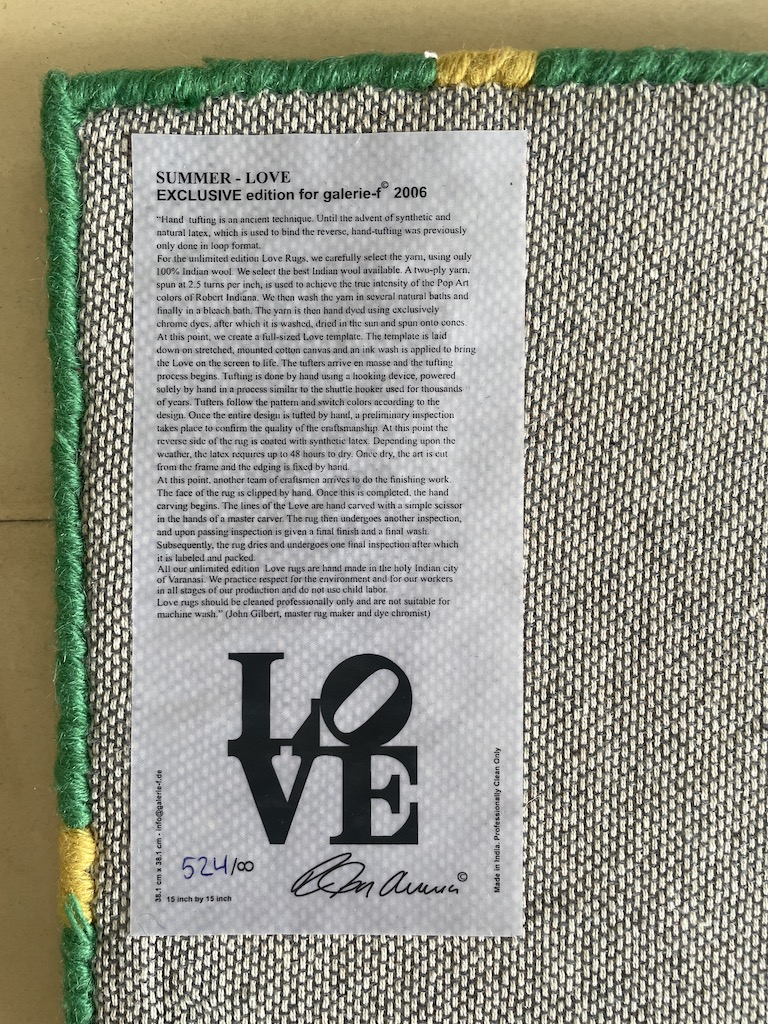 SUMMER - LOVE
EXCLUSIVE edition for galerie-f© 2006
"Hand tufting is an ancient technique. Until the advent of synthetic and
natural latex, which is used to bind the reverse, hand-tufting was previously
only done in loop format.
For the unlimited edition Love Rugs, we carefully select the yarn, using only
100% Indian wool. We select the best Indian wool available. A two-ply yarn,
spun at 2.5 turns per inch, is used to achieve the true intensity of the Pop Art
colors of Robert Indiana. We then wash the yarn in several natural baths and
finally in a bleach bath. The yarn is then hand dyed using exclusively
chrome dyes, after which it is washed, dried in the sun and spun onto cones.
At this point, we create a full-sized Love template. The template is laid
down on stretched, mounted cotton canvas and an ink wash is applied to bring
the Love on the screen to life. The tufters arrive en masse and the tufting
process begins. Tufting is done by hand using a hooking device, powered
solely by hand in a process similar to the shuttle hooker used for thousands
of years. Tufters follow the pattern and switch colors according to the
design. Once the entire design is tufted by hand, a preliminary inspection
takes place to confirm the quality of the craftsmanship. At this point the
reverse side of the rug is coated with synthetic latex. Depending upon the
weather, the latex requires up to 48 hours to dry. Once dry, the art is cut
from the frame and the edging is fixed by hand.
At this point, another team of craftsmen arrives to do the finishing work.
The face of the rug is clipped by hand. Once this is completed, the hand
carving begins. The lines of the Love are hand carved with a simple scissor
in the hands of a master carver. The rug then undergoes another inspection,
and upon passing inspection is given a final finish and a final wash.
Subsequently, the rug dries and undergoes one final inspection after which
it is labeled and packed.
All our unlimited edition Love rugs are hand made in the holy Indian city
of Varanasi. We practice respect for the environment and for our workers
in all stages of our production and do not use child labor.
Love rugs should be cleaned professionally only and are not suitable for
machine wash." (John Gilbert, master rug maker and dye chromist)
LO
VE
38.1 cm x 38.1 cm - info@galerie-f.de
524/∞
15 inch by 15 inch
©
Made in India. Professionally Clean Only